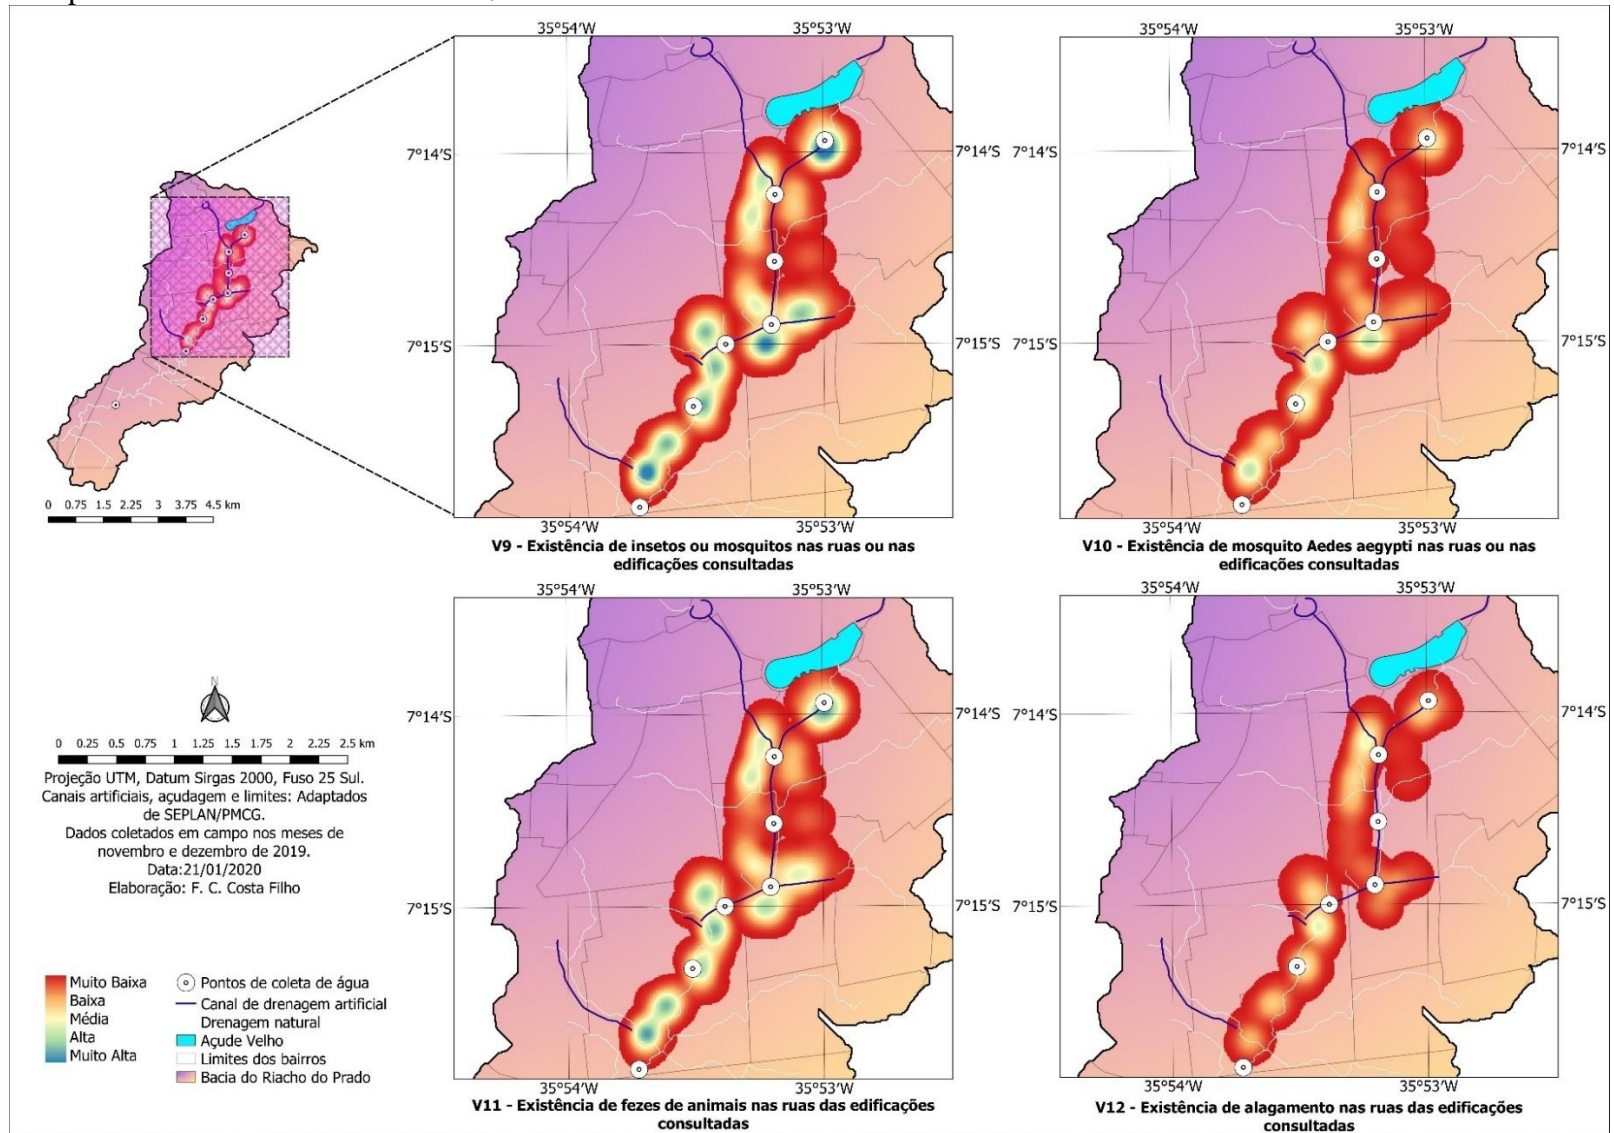 35°54'W 35°53'W
35°54'W 35°53'W
7°14'S 7°14'S
7°15'S 7°15'S
35°54'W 35°53'W
35°54'W 35°53'W
0 0.75 1.5 2.25 3 3.75 4.5 km
V9 - Existência de insetos ou mosquitos nas ruas ou nas
edificações consultadas
V10 - Existência de mosquito Aedes aegypti nas ruas ou nas
edificações consultadas
35°54'W 35°53'W
35°54'W 35°53'W
7°14'S 7°14'S
7°15'S 7°15'S
35°54'W 35°53'W
35°54'W 35°53'W
V11 - Existência de fezes de animais nas ruas das edificações
consultadas
V12 - Existência de alagamento nas ruas das edificações
consultadas
N
0 0.25 0.5 0.75 1 1.25 1.5 1.75 2 2.25 2.5 km
Projeção UTM, Datum Sirgas 2000, Fuso 25 Sul.
Canais artificiais, açudagem e limites: Adaptados
de SEPLAN/PMCG.
Dados coletados em campo nos meses de
novembro e dezembro de 2019.
Data:21/01/2020
Elaboração: F. C. Costa Filho
Muito Baixa
Baixa
Média
Alta
Muito Alta
Pontos de coleta de água
Canal de drenagem artificial
Drenagem natural
Açude Velho
Limites dos bairros
Bacia do Riacho do Prado